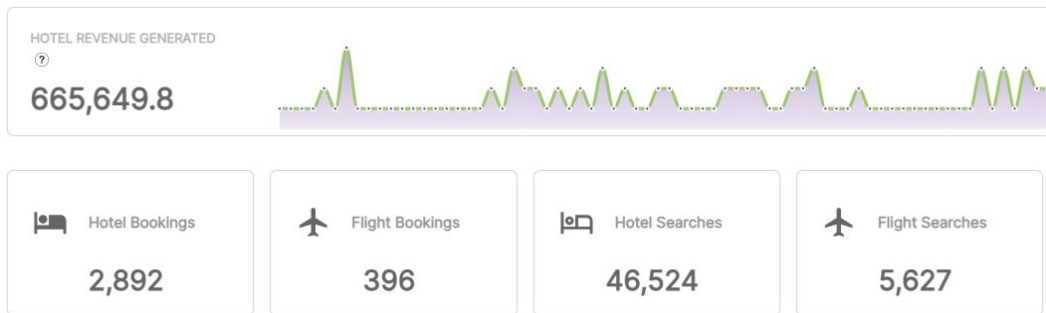 HOTEL REVENUE GENERATED
?
665,649.8
Hotel Bookings
2,892
Flight Bookings
396
Hotel Searches
46,524
Flight Searches
5,627